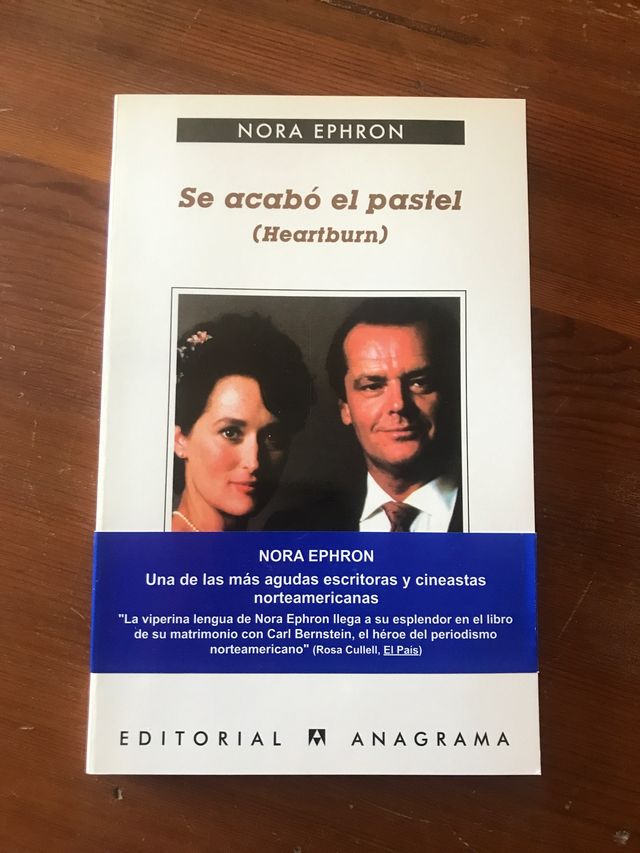 NORA EPHRON
Se acabó el pastel
(Heartburn)
NORA EPHRON
Una de las más agudas escritoras y cineastas
norteamericanas
"La viperina lengua de Nora Ephron llega a su esplendor en el libro
de su matrimonio con Carl Bernstein, el héroe del periodismo
norteamericano" (Rosa Cullell, El País)
EDITORIAL ANAGRAMA